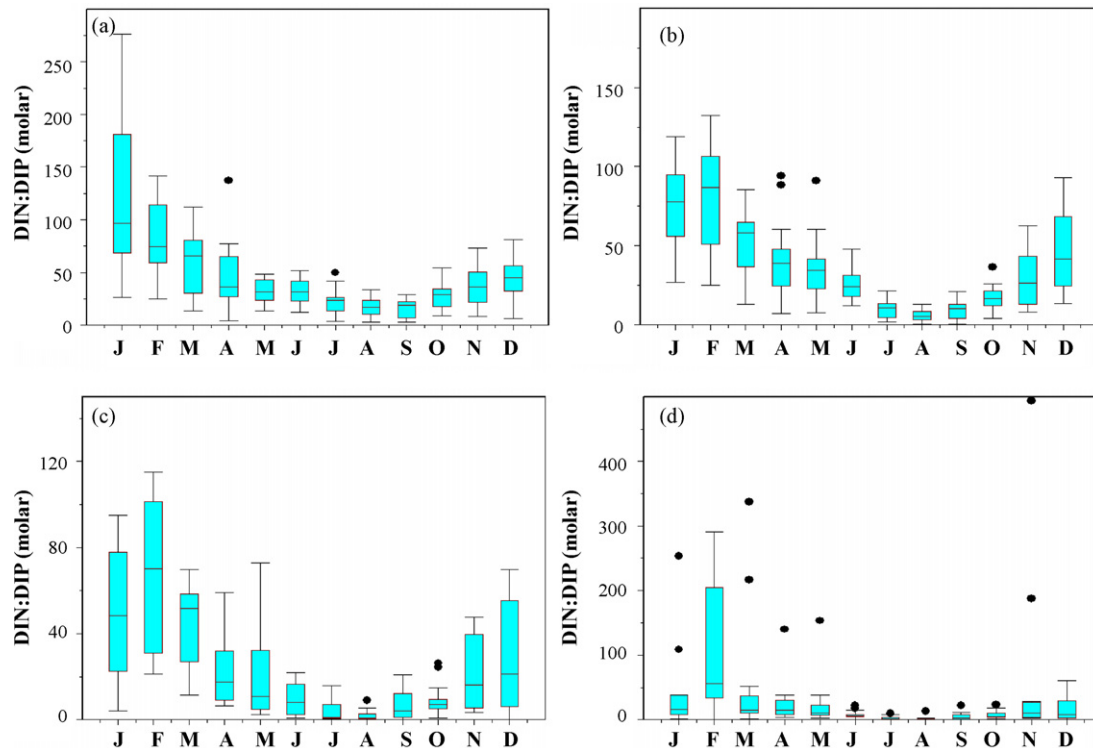 (a)
DIN:DIP (molar)
250
200
150
100
50
0
J F M A M J J A S O N D
(b)
DIN:DIP (molar)
150
100
50
0
J F M A M J J A S O N D
(c)
DIN:DIP (molar)
120
80
40
0
J F M A M J J A S O N D
(d)
DIN:DIP (molar)
400
300
200
100
0
J F M A M J J A S O N D